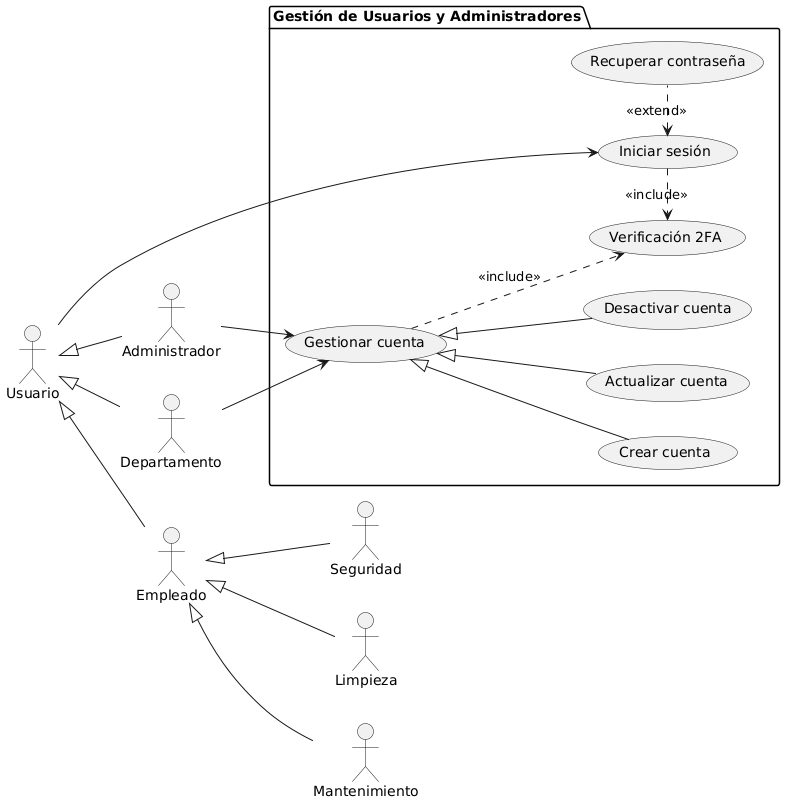 Gestión de Usuarios y Administradores
Recuperar contraseña
«extend»
Iniciar sesión
«include»
Verificación 2FA
«include»
Desactivar cuenta
Gestionar cuenta
Administrador
Actualizar cuenta
Usuario
Crear cuenta
Departamento
Empleado
Seguridad
Limpieza
Mantenimiento